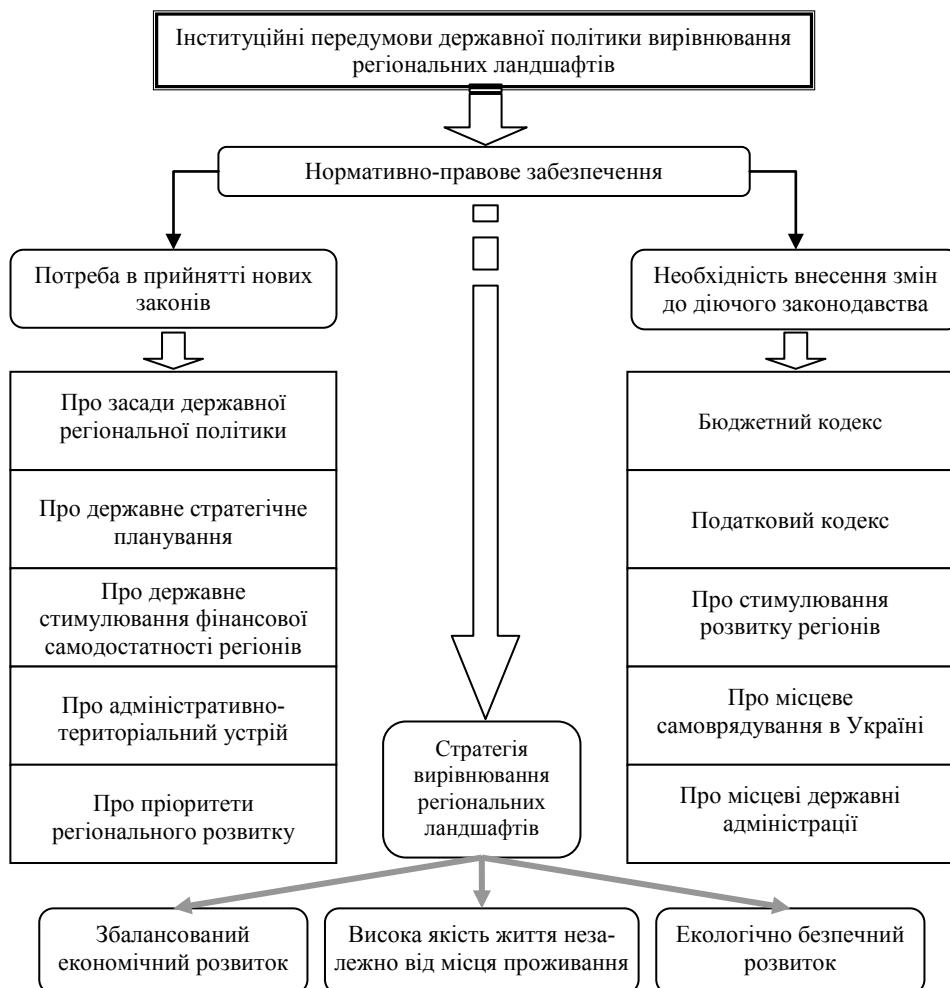 Інституційні передумови державної політики вирівнювання
регіональних ландшафтів
Нормативно-правове забезпечення
Потреба в прийнятті нових
законів
Необхідність внесення змін
до діючого законодавства
Про засади державної
регіональної політики
Про державне стратегічне
планування
Про державне
стимулювання фінансової
самодостатності регіонів
Про адміністративно-
територіальний устрій
Про пріоритети
регіонального розвитку
Бюджетний кодекс
Податковий кодекс
Про стимулювання
розвитку регіонів
Про місцеве
самоврядування в Україні
Про місцеві державні
адміністрації
Стратегія
вирівнювання
регіональних
ландшафтів
Збалансований
економічний розвиток
Висока якість життя неза-
лежно від місця проживання
Екологічно безпечний
розвиток